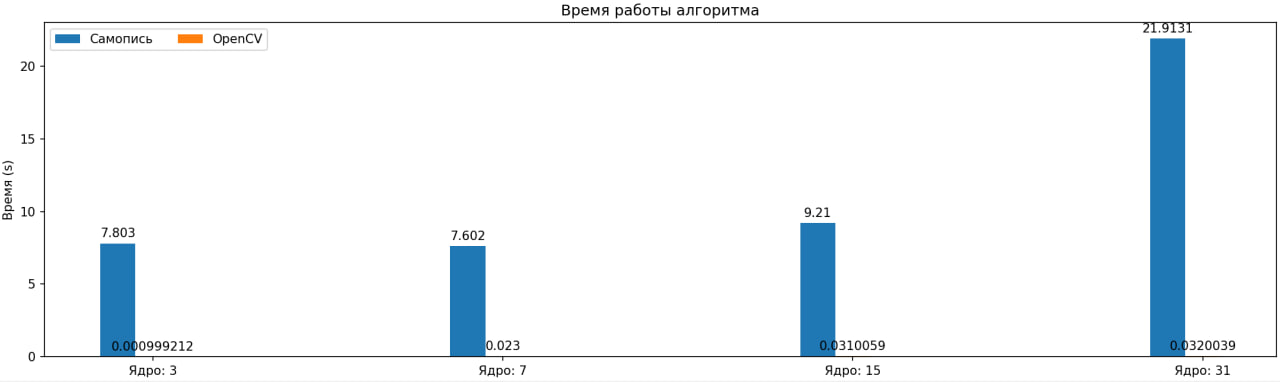 Время работы алгоритма
Самопись
OpenCV
Время (s)
20
15
10
5
0
7.803
7.602
9.21
21.9131
0.000999212
0.023
0.0310059
0.0320039
Ядро: 3
Ядро: 7
Ядро: 15
Ядро: 31